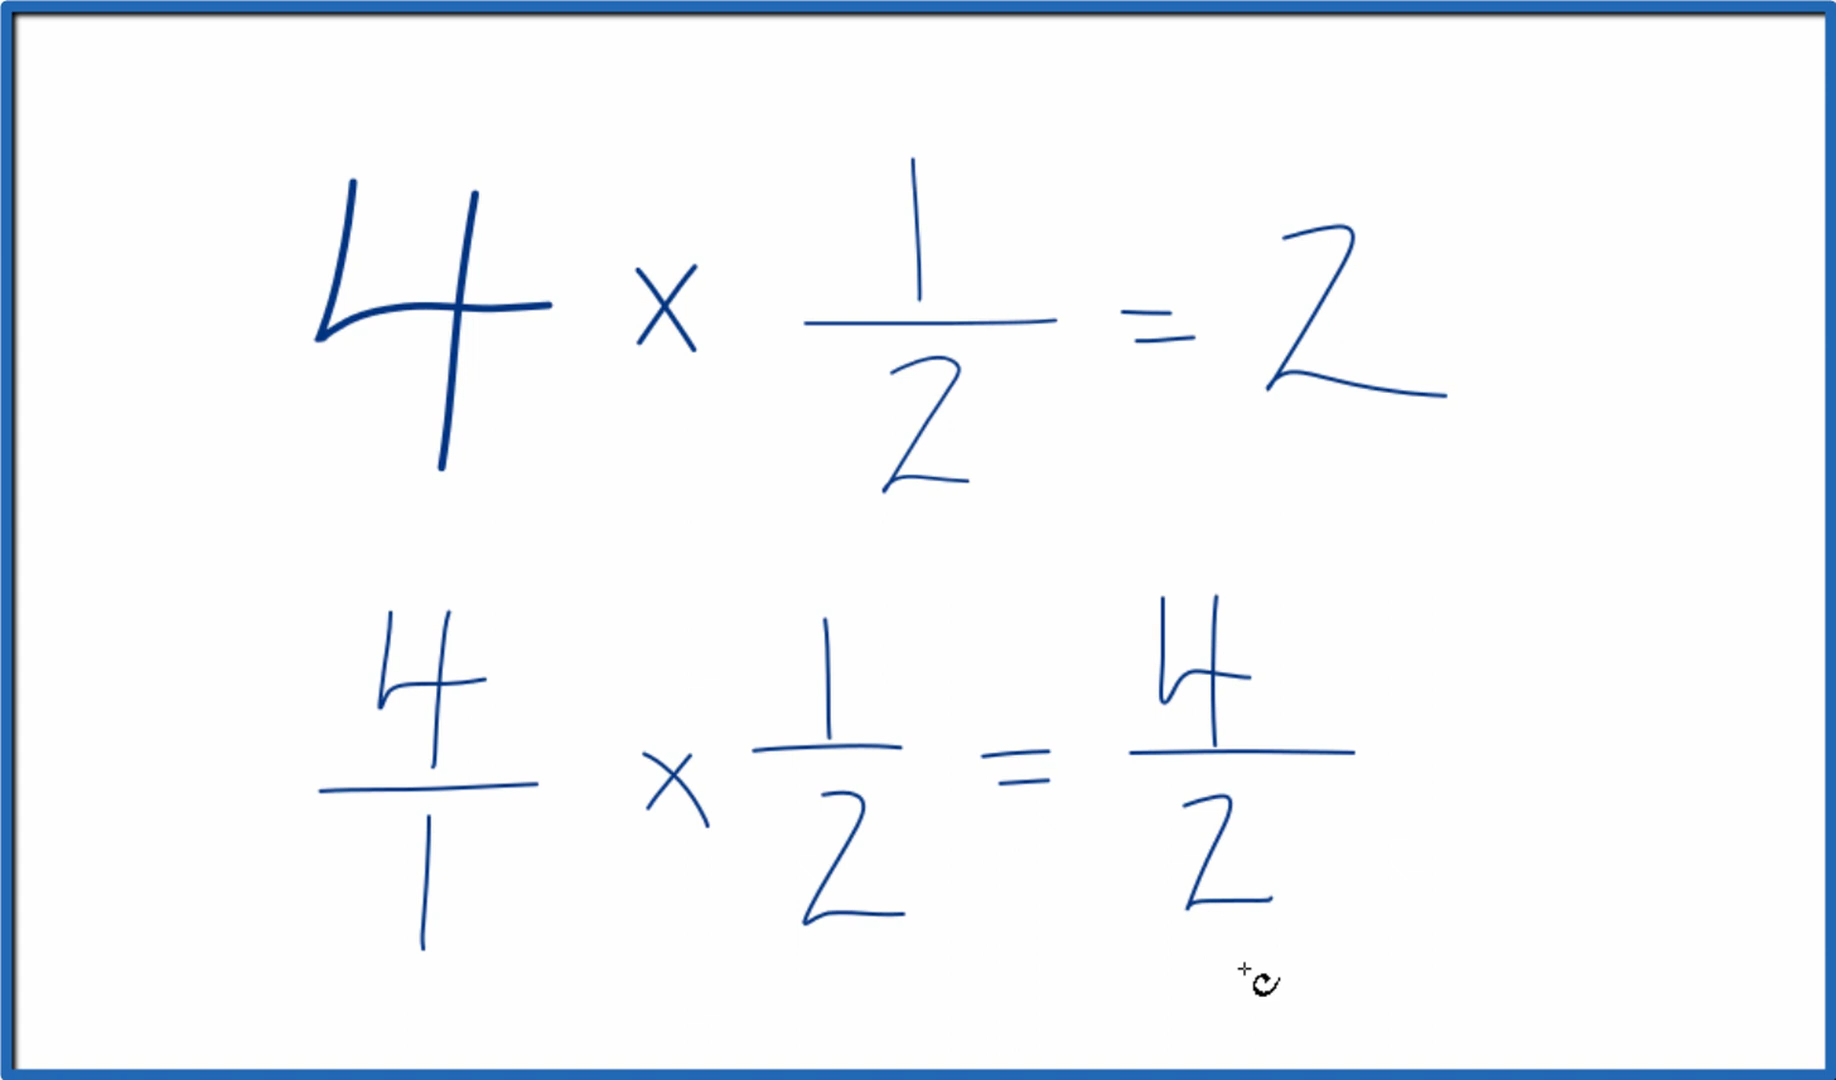 4 × 1/2 = 2
4/1 × 1/2 = 4/2